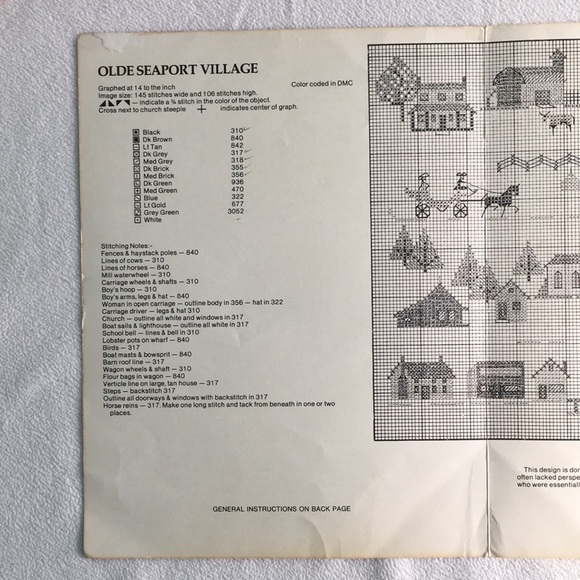 OLDE SEAPORT VILLAGE
Graphed at 14 to the inch
Color coded in DMC
Image size: 145 stitches wide and 106 stitches high.
— indicate a ¾ stitch in the color of the object.
Cross next to church steeple + indicates center of graph.
Black 310
Dk Brown 840
Lt Tan 842
Dk Grey 317
Med Grey 318
Dk Brick 355
Med Brick 356
Dk Green 936
Med Green 470
Blue 322
Lt Gold 677
Grey Green 3052
White –
Stitching Notes:-
Fences & haystack poles — 840
Lines of cows — 310
Lines of horses — 840
Mill waterwheel — 310
Carriage wheels & shafts — 310
Boy's hoop — 310
Boy's arms, legs & hat — 840
Woman in open carriage — outline body in 356 — hat in 322
Carriage driver — legs & hat 310
Church — outline all white and windows in 317
Boat sails & lighthouse — outline all white in 317
School bell — lines & bell in 310
Lobster pots on wharf — 840
Birds — 317
Boat masts & bowsprit — 840
Barn roof line — 317
Wagon wheels & shaft — 310
Flour bags in wagon — 840
Verticle line on large, tan house — 317
Steps — backstitch 317
Outline all doorways & windows with backstitch in 317
Horse reins — 317. Make one long stitch and tack from beneath in one or two
places.
This design is don
often lacked perspe
who were essentiall
GENERAL INSTRUCTIONS ON BACK PAGE